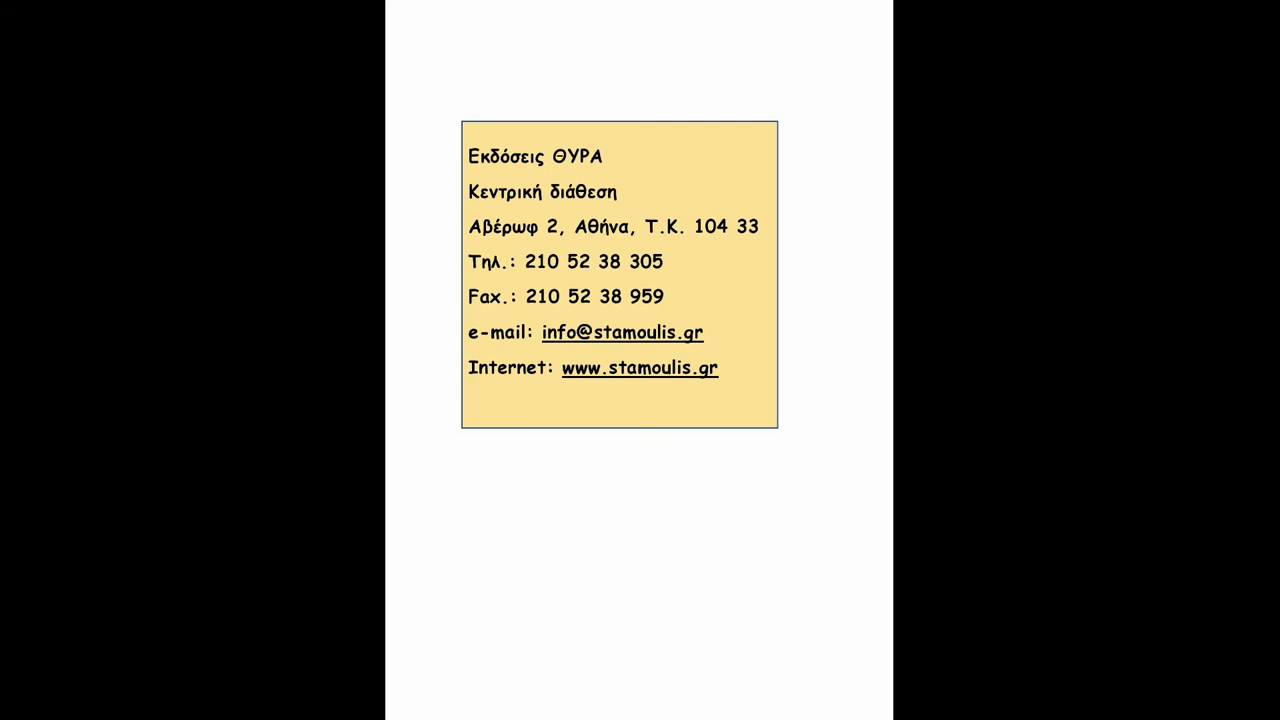 Εκδόσεις ΘΥΡΑ
Κεντρική διάθεση
Αβέρωφ 2, Αθήνα, Τ.Κ. 104 33
Τηλ.: 210 52 38 305
Fax.: 210 52 38 959
e-mail: info@stamoulis.gr
Internet: www.stamoulis.gr